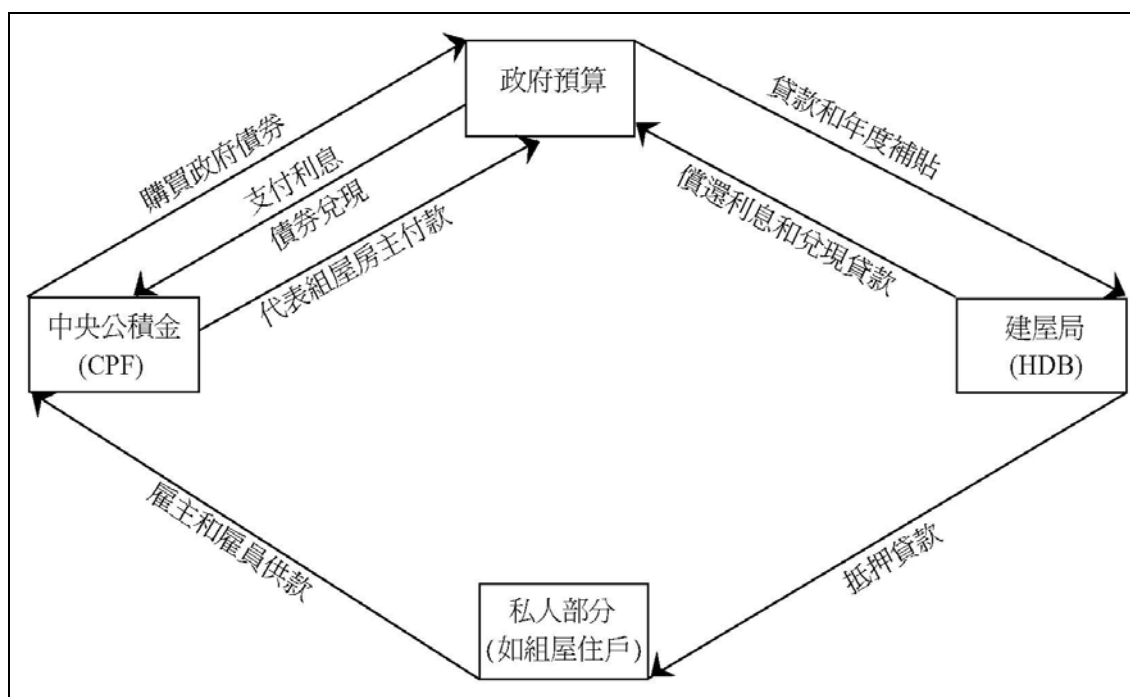 政府預算
購買政府債券
支付利息
債券兌現
代表組屋房主付款
貸款和年度補貼
償還利息和兌現貸款
中央公積金
(CPF)
建屋局
(HDB)
雇主和雇員供款
抵押貸款
私人部分
(如組屋住戶)